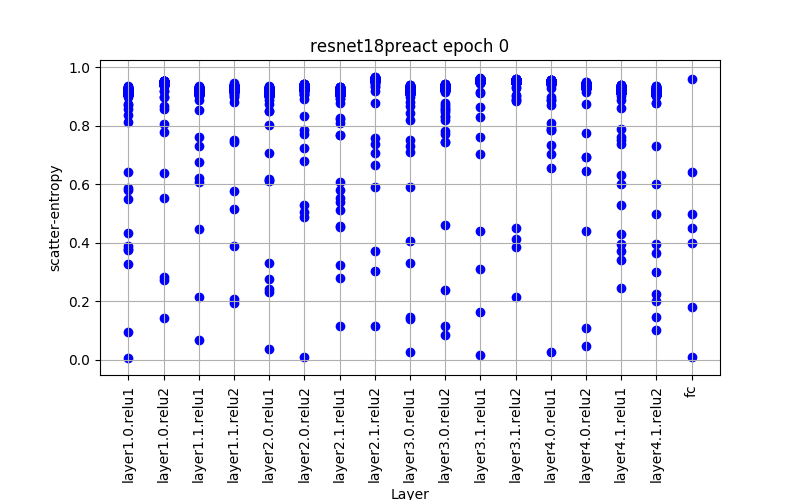 resnet18preact epoch 0
scatter-entropy
1.0
0.8
0.6
0.4
0.2
0.0
layer1.0.relu1
layer1.0.relu2
layer1.1.relu1
layer1.1.relu2
layer2.0.relu1
layer2.0.relu2
layer2.1.relu1
layer2.1.relu2
layer3.0.relu1
layer3.0.relu2
layer3.1.relu1
layer3.1.relu2
layer4.0.relu1
layer4.0.relu2
layer4.1.relu1
layer4.1.relu2
fc
Layer